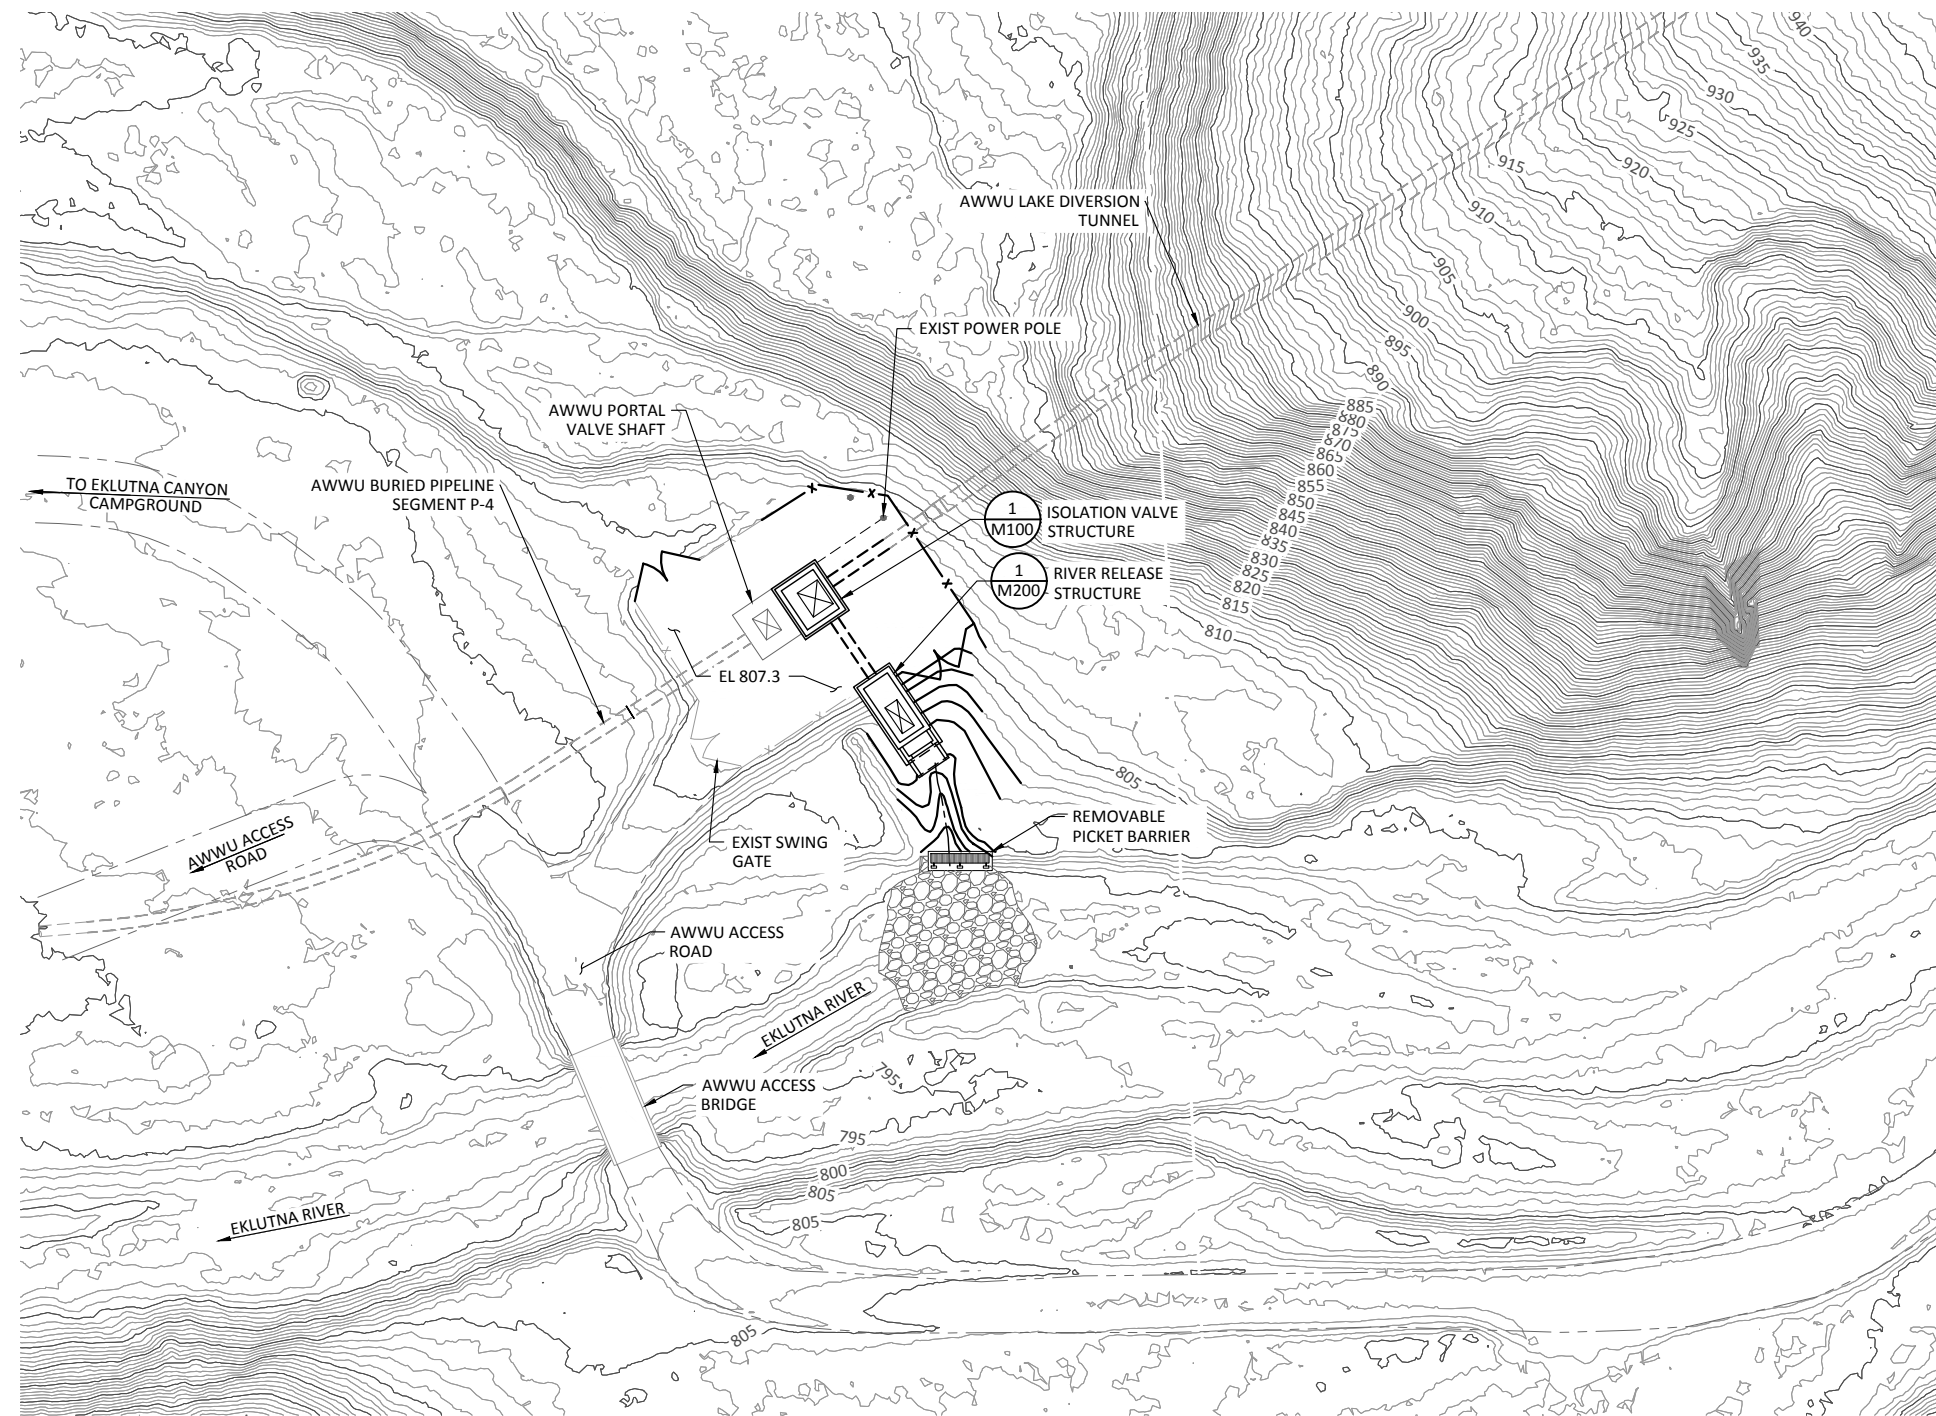 940
935
930
925
920
915
910
905
900
895
890
885
880
875
870
865
860
855
850
845
840
835
830
825
820
815
810
805
AWWU LAKE DIVERSION
TUNNEL
EXIST POWER POLE
AWWU PORTAL
VALVE SHAFT
TO EKLUTNA CANYON
CAMPGROUND
AWWU BURIED PIPELINE
SEGMENT P-4
1
M100
ISOLATION VALVE
STRUCTURE
1
M200
RIVER RELEASE
STRUCTURE
EL 807.3
AWWU ACCESS
ROAD
EXIST SWING
GATE
REMOVABLE
PICKET BARRIER
AWWU ACCESS
ROAD
EKLUTNA RIVER
AWWU ACCESS
BRIDGE
795
795
800
805
805
EKLUTNA RIVER
805